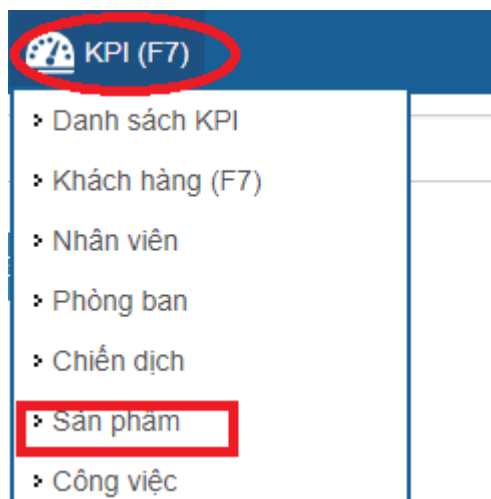 KPI (F7)
Danh sách KPI
Khách hàng (F7)
Nhân viên
Phòng ban
Chiến dịch
Sản phẩm
Công việc